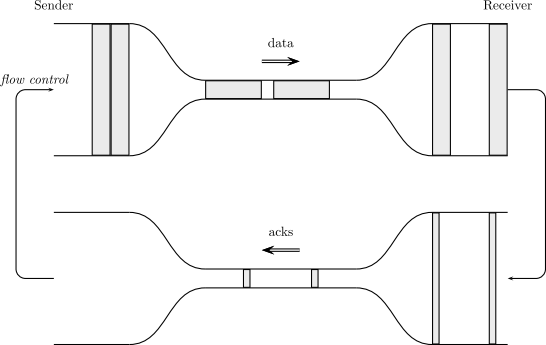 Sender
Receiver
data
flow control
acks